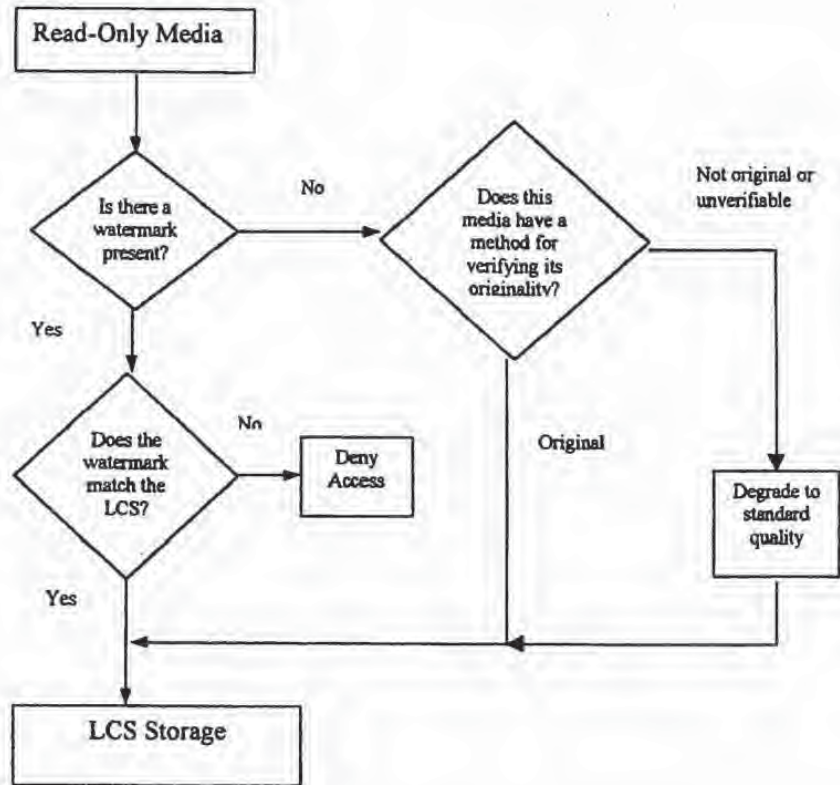 Read-Only Media
Is there a
watermark
present?
No
Does this
media have a
method for
verifying its
originality?
Not original or
unverifiable
Yes
Does the
watermark
match the
LCS?
No
Deny
Access
Original
Degrade to
standard
quality
Yes
LCS Storage